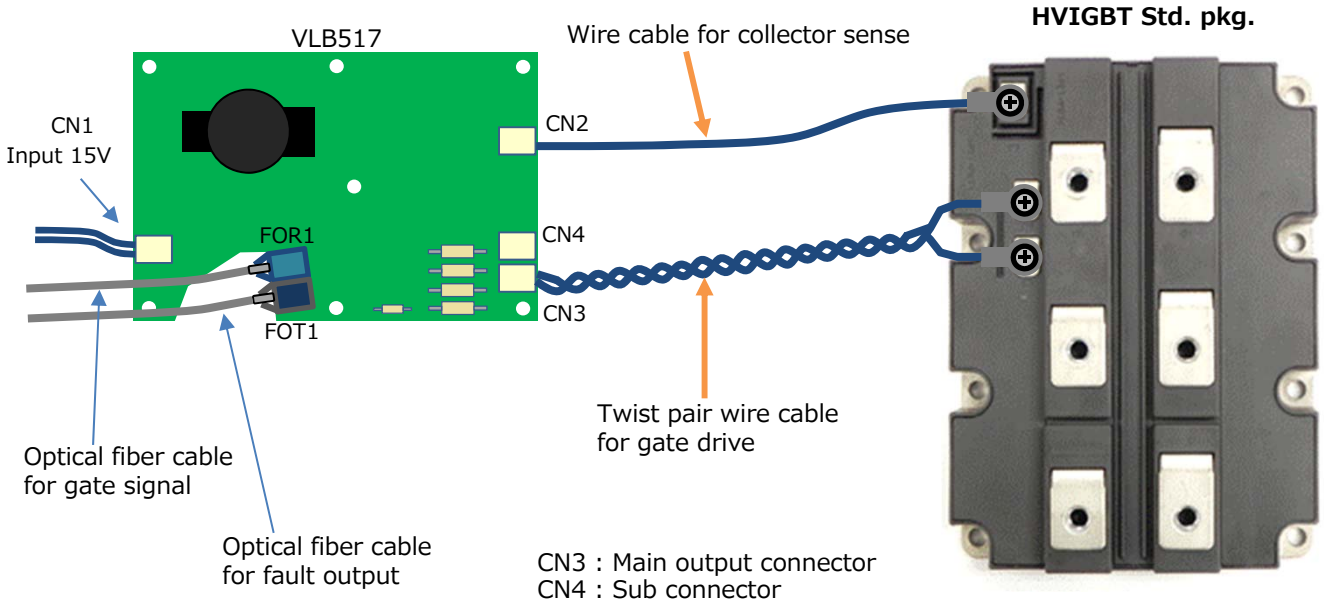 HVIGBT Std. pkg.
VLB517
Wire cable for collector sense
CN1
Input 15V
CN2
FOR1
CN4
CN3
FOT1
Twist pair wire cable
for gate drive
Optical fiber cable
for gate signal
Optical fiber cable
for fault output
CN3 : Main output connector
CN4 : Sub connector